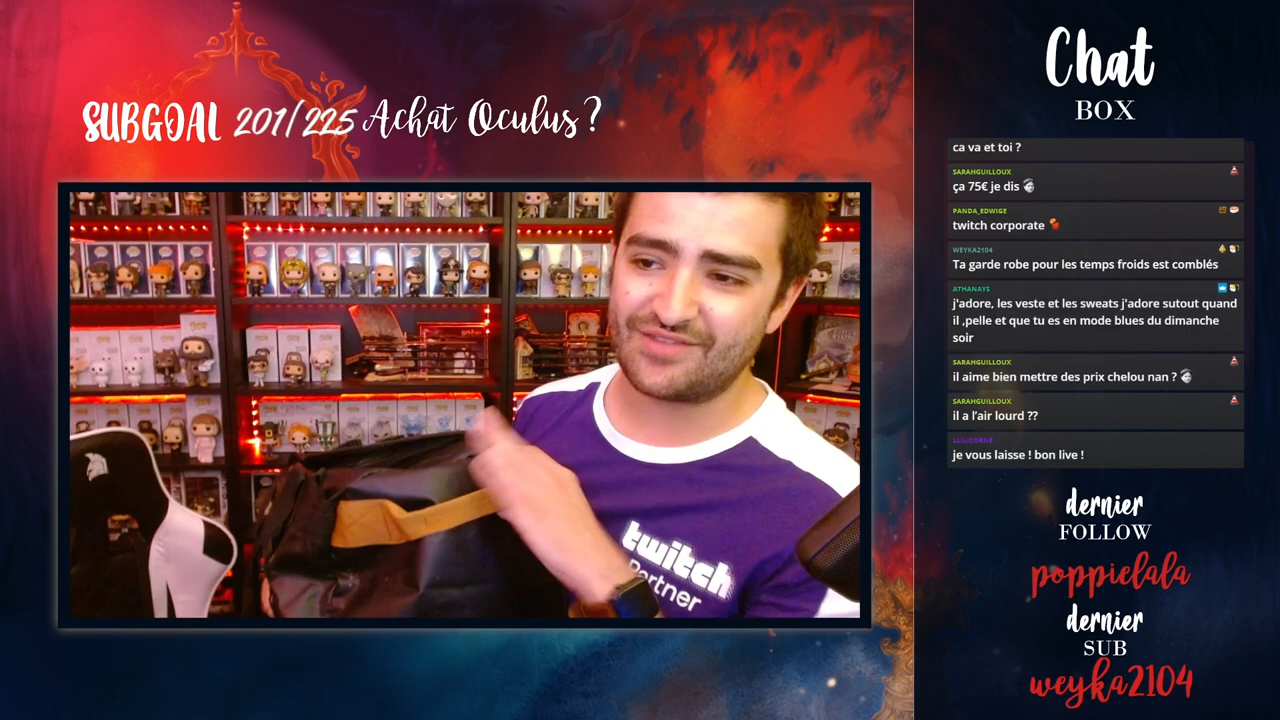 SUBGOAL 201/225 Achat Oculus?
twitch
Partner
Chat
BOX
ca va et toi ?
SARAHGUILLOUX
ça 75€ je dis
PANDA_EDWIGE
twitch corporate
WEYKA2104
Ta garde robe pour les temps froids est comblés
ATHANAYS
j'adore, les veste et les sweats j'adore sutout quand
il ,pelle et que tu es en mode blues du dimanche
soir
SARAHGUILLOUX
il aime bien mettre des prix chelou nan ?
SARAHGUILLOUX
il a l'air lourd ??
je vous laisse ! bon live !
dernier
FOLLOW
poppielala
dernier
SUB
weyka2104